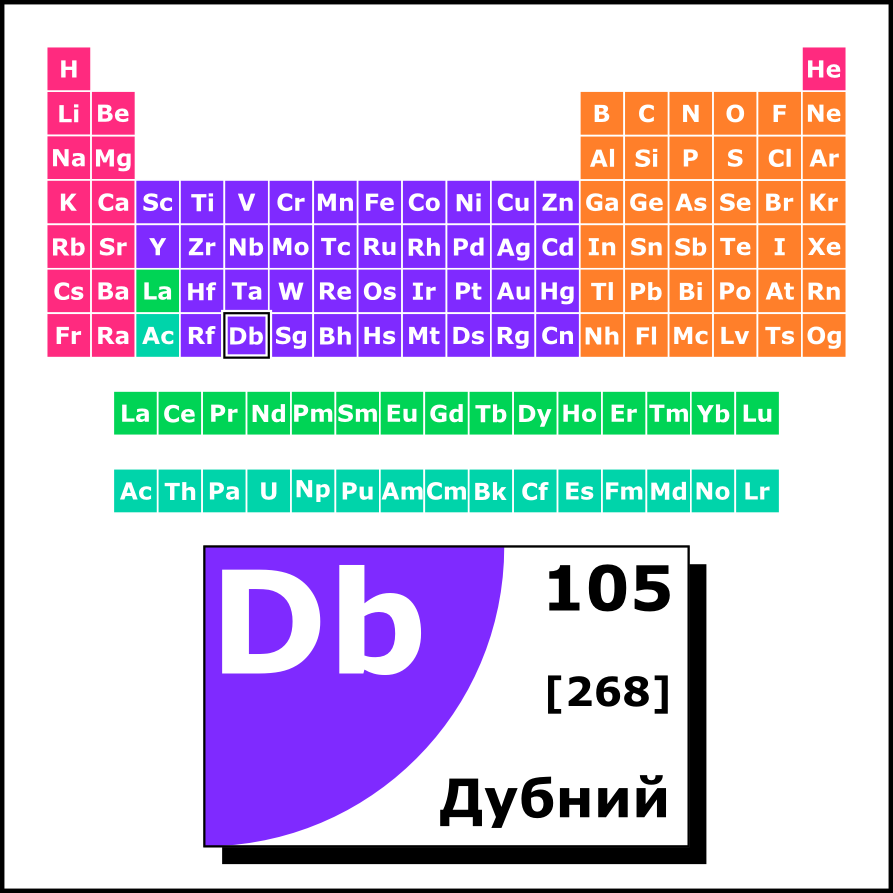 H He
Li Be B C N O F Ne
Na Mg Al Si P S Cl Ar
K Ca Sc Ti V Cr Mn Fe Co Ni Cu Zn Ga Ge As Se Br Kr
Rb Sr Y Zr Nb Mo Tc Ru Rh Pd Ag Cd In Sn Sb Te I Xe
Cs Ba La Hf Ta W Re Os Ir Pt Au Hg Tl Pb Bi Po At Rn
Fr Ra Ac Rf Db Sg Bh Hs Mt Ds Rg Cn Nh Fl Mc Lv Ts Og
La Ce Pr Nd Pm Sm Eu Gd Tb Dy Ho Er Tm Yb Lu
Ac Th Pa U Np Pu Am Cm Bk Cf Es Fm Md No Lr
Db 105
[268]
Дубний